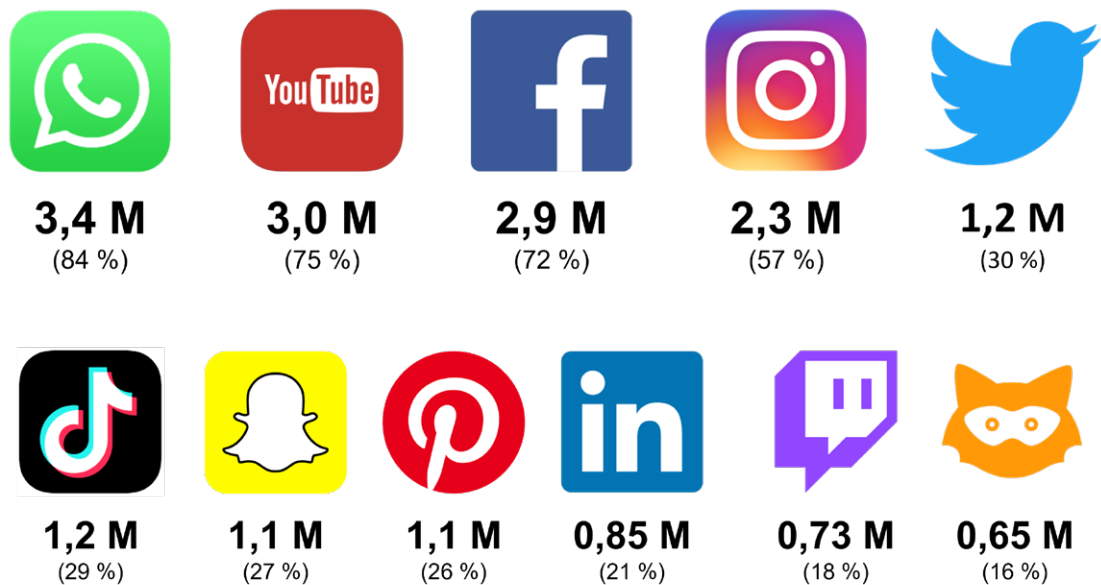 YouTube
3,4 M 3,0 M 2,9 M 2,3 M 1,2 M
(84 %) (75 %) (72 %) (57 %) (30 %)
in
1,2 M 1,1 M 1,1 M 0,85 M 0,73 M 0,65 M
(29 %) (27 %) (26 %) (21 %) (18 %) (16 %)